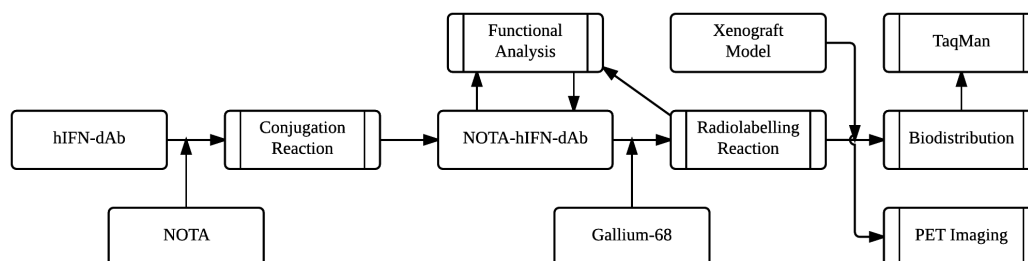 Functional
Analysis
Xenograft
Model
TaqMan
hIFN-dAb
Conjugation
Reaction
NOTA-hIFN-dAb
Radiolabelling
Reaction
Biodistribution
NOTA
Gallium-68
PET Imaging